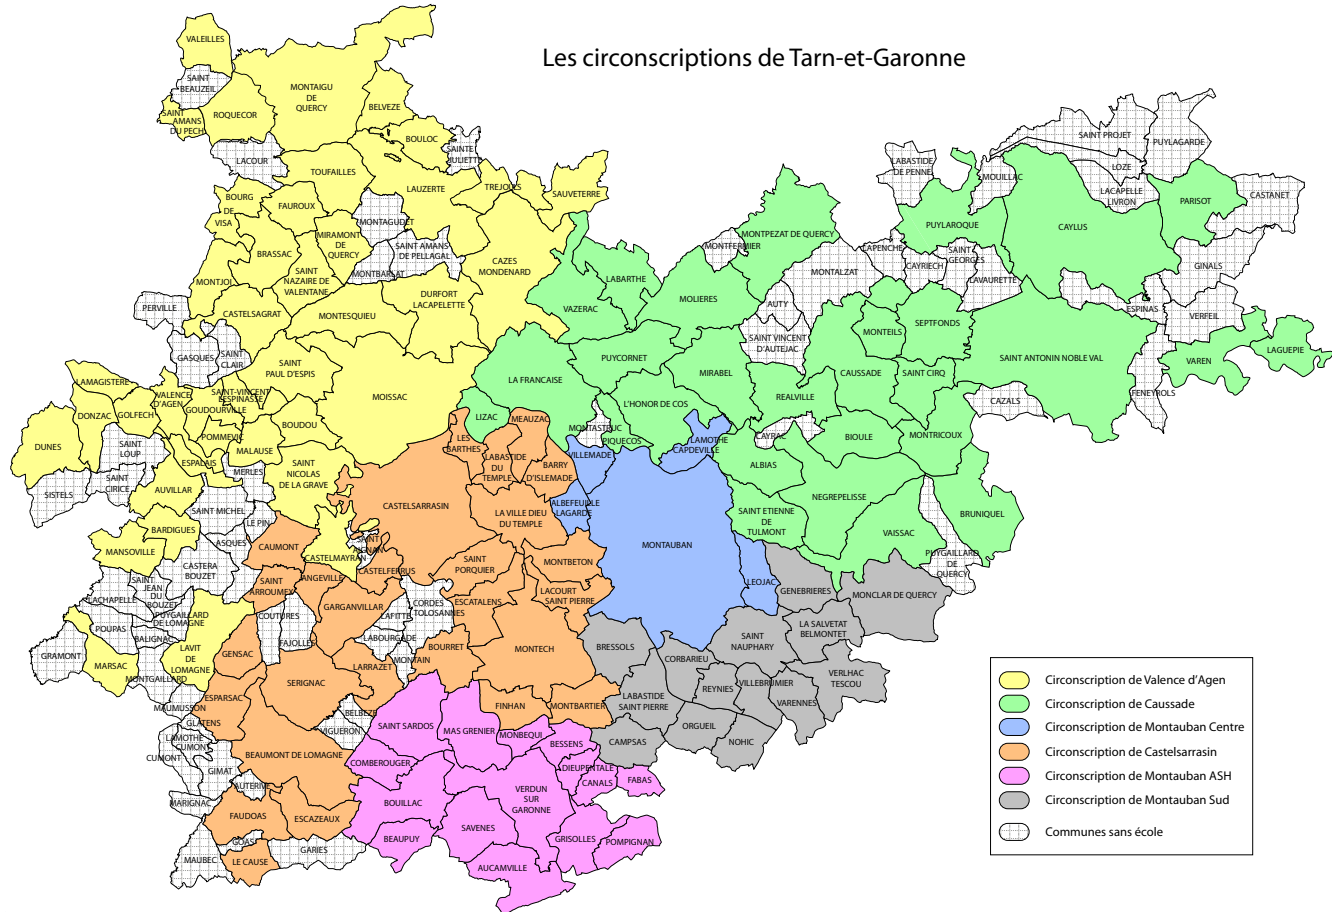 Les circonscriptions de Tarn-et-Garonne
VALEILLES
SAINT
BEAUZEIL
MONTAIGU
DE
QUERCY
BELVEZE
SAINT
AMANS
DU PECH
ROQUECOR
BOULOC
SAINTE
JULIETTE
LACOUR
TOUFAILLES
LAUZERTE
TREJOULS
SAUVETERRE
BOURG
DE
VISA
FAUROUX
MONTAGUDET
MIRAMONT
DE
QUERCY
SAINT AMANS
DE PELLAGAL
BRASSAC
CAZES
MONDENARD
SAINT
NAZAIRE DE
VALENTANE
MONTBARLAT
MONTJOI
DURFORT
LACAPELETTE
PERVILLE
CASTELSAGRAT
MONTESQUIEU
GASQUES
SAINT
CLAIR
SAINT
PAUL D'ESPIS
MOISSAC
LAMAGISTERE
VALENCE
D'AGEN
SAINT-VINCENT
LESPINASSE
DONZAC
GOLFECH
GOUDOURVILLE
BOUDOU
POMMEVIC
DUNES
SAINT
LOUP
MALAUSE
ESPALAIS
MERLES
SAINT
NICOLAS
DE LA GRAVE
SISTELS
SAINT
CIRICE
AUVILLAR
SAINT MICHEL
LE PIN
BARDIGUES
ASQUES
MANSOVILLE
CAUMONT
CASTELMAYRAN
SAINT
AIGNAN
CASTERA
BOUZET
SAINT
JEAN
DU
BOUZET
LACHAPELLE
SAINT
ARROUMEX
ANGEVILLE
CASTELFERRUS
PUYGAILLARD
DE LOMAGNE
POUPAS
BALIGNAC
COUTURES
FAJOLLES
GARGANVILLAR
LAFITTE
CORDES
TOLOSANNES
LABOURGADE
GRAMONT
MARSAC
LAVIT
DE
LOMAGNE
GENSAC
MONTAIN
MONTGAILLARD
LARRAZET
BOURRET
SERIGNAC
ESPARSAC
MAUMUSSON
GLATENS
BELBEZE
VIGUERON
LAMOTHE
CUMONT
CUMONT
GIMAT
BEAUMONT DE LOMAGNE
AUTERIVE
MARIGNAC
FAUDOAS
ESCAZEAUX
GOAS
GARIES
MAUBEC
LE CAUSE
LABASTIDE
DE PENNE
MOUILLAC
SAINT PROJET
PUYLAGARDE
LOZE
LACAPELLE
LIVRON
PARISOT
CASTANET
PUYLAROQUE
CAYLUS
MONTPEZAT DE QUERCY
MONTFERMIER
LAPENCHE
CAYRIECH
SAINT
GEORGES
LAVAURETTE
MONTALZAT
GINALS
LABARTHE
VAZERAC
MOLIERES
AUTY
ESPINAS
VERFEIL
SAINT VINCENT
D'AUTEJAC
MONTEILS
SEPTFONDS
VAREN
LAGUEPIE
PUYCORNET
MIRABEL
CAUSSADE
SAINT CIRQ
SAINT ANTONIN NOBLE VAL
LA FRANCAISE
L'HONOR DE COS
REALVILLE
CAZALS
FENEYROLS
LIZAC
MEAUZAC
MONTASTRUC
PIQUECOS
LAMOTHE
CAPDEVILLE
CAYRAC
BIOULE
MONTRICOUX
LES
BARTHES
LABASTIDE
DU
TEMPLE
BARRY
D'ISLEMADE
VILLEMADE
ALBIAS
NEGREPELISSE
CASTELSARRASIN
LA VILLE DIEU
DU TEMPLE
ALBEFEUILLE
LAGARDE
SAINT ETIENNE
DE
TULMONT
VAISSAC
BRUNIQUEL
MONTAUBAN
PUYGAILLARD
DE
QUERCY
SAINT
PORQUIER
MONTBETON
LEOJAC
GENEBRIERES
MONCLAR DE QUERCY
ESCATALENS
LACOURT
SAINT PIERRE
LA SALVETAT
BELMONTET
MONTECH
BRESSOLS
SAINT
NAUPHARY
CORBARIEU
REYNIES
VILLEBRUMIER
VERLHAC
TESCOU
VARENNES
LABASTIDE
SAINT PIERRE
FINHAN
MONTBARTIER
ORGUEIL
NOHIC
CAMPSAS
SAINT SARDOS
MAS GRENIER
MONBEQUI
BESSENS
COMBEROUGER
DIEUPENTALE
CANALS
FABAS
BOUILLAC
VERDUN
SUR
GARONNE
BEAUPUY
SAVENES
GRISOLLES
POMPIGNAN
AUCAMVILLE
Circonscription de Valence d'Agen
Circonscription de Caussade
Circonscription de Montauban Centre
Circonscription de Castelsarrasin
Circonscription de Montauban ASH
Circonscription de Montauban Sud
Communes sans école